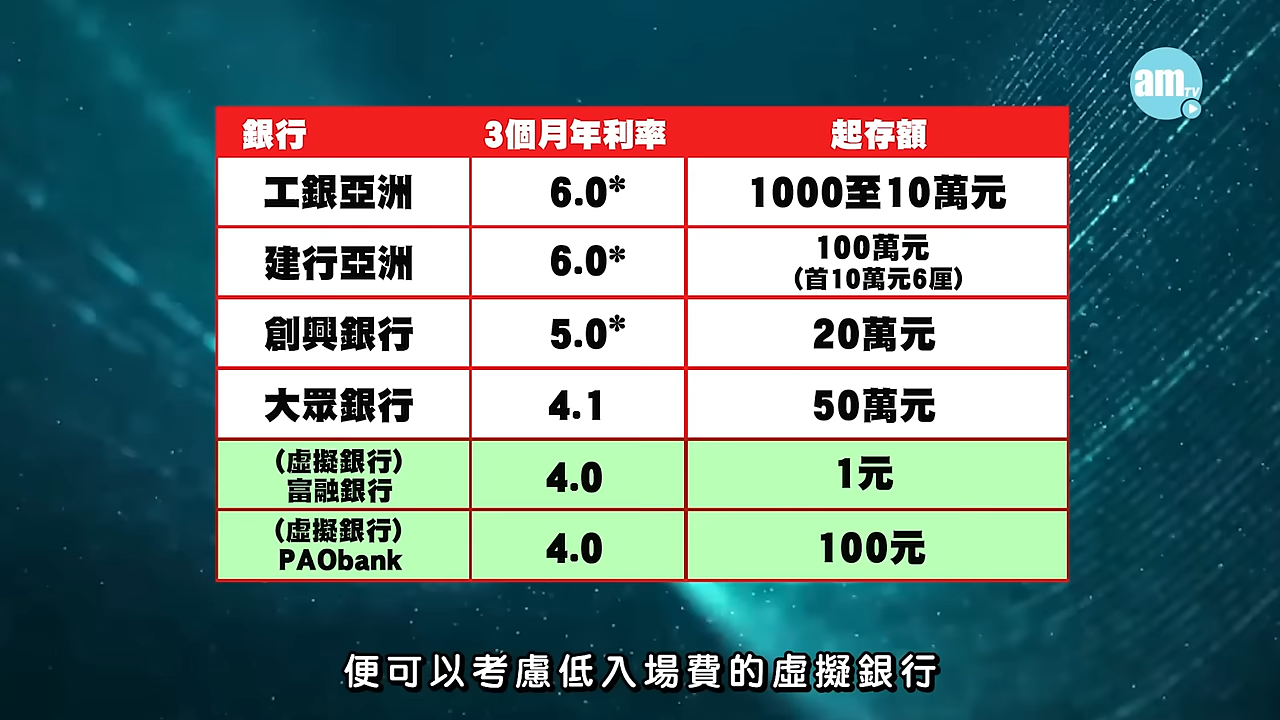 am
TV
銀行 3個月年利率 起存額
工銀亞洲 6.0* 1000至10萬元
建行亞洲 6.0* 100萬元
(首10萬元6厘)
創興銀行 5.0* 20萬元
大眾銀行 4.1 50萬元
(虛擬銀行)
富融銀行 4.0 1元
(虛擬銀行)
PAObank 4.0 100元
便可以考慮低入場費的虛擬銀行